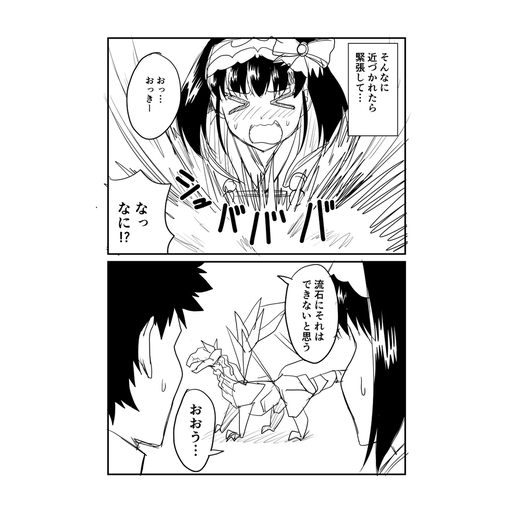 そんなに
近づかれたら
緊張して…
おっ…
おっきー
ババババ
なっ
なに!?
流石にそれは
できないと思う
おおう…